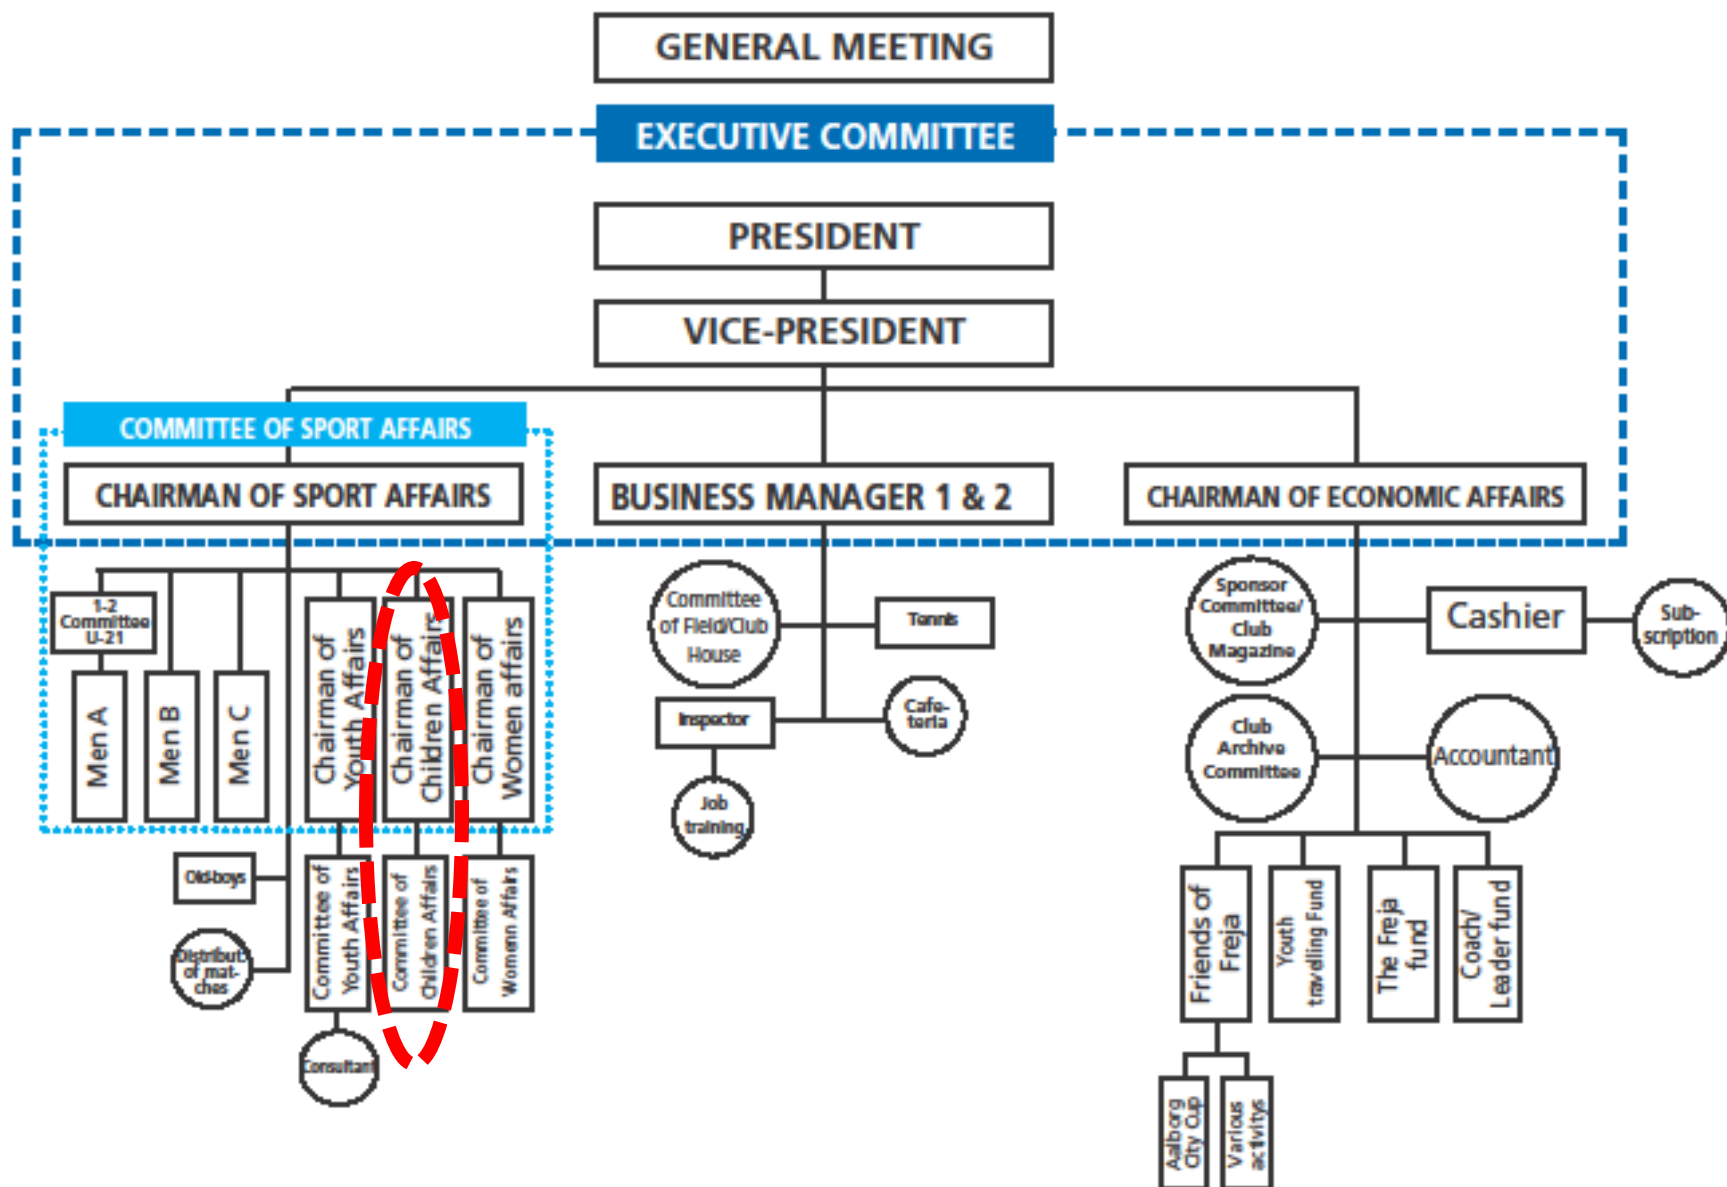 GENERAL MEETING
EXECUTIVE COMMITTEE
PRESIDENT
VICE-PRESIDENT
COMMITTEE OF SPORT AFFAIRS
CHAIRMAN OF SPORT AFFAIRS
BUSINESS MANAGER 1 & 2
CHAIRMAN OF ECONOMIC AFFAIRS
1-2
Committee
U-21
Men A
Men B
Men C
Chairman of
Youth Affairs
Chairman of
Children Affairs
Chairman of
Women affairs
Old-boys
Distribut.
of mat-
ches
Committee of
Youth Affairs
Committee of
Children Affairs
Committee of
Womenn Affairs
Consultant
Committee
of Field/Club
House
Tennis
Inspector
Cafe-
teria
Job
training
Sponsor
Committee/
Club
Magazine
Cashier
Sub-
scription
Club
Archive
Committee
Accountant
Friends of
Freja
Youth
travelling Fund
The Freja
fund
Coach/
Leader fund
Aalborg
City Cup
Various
activitys